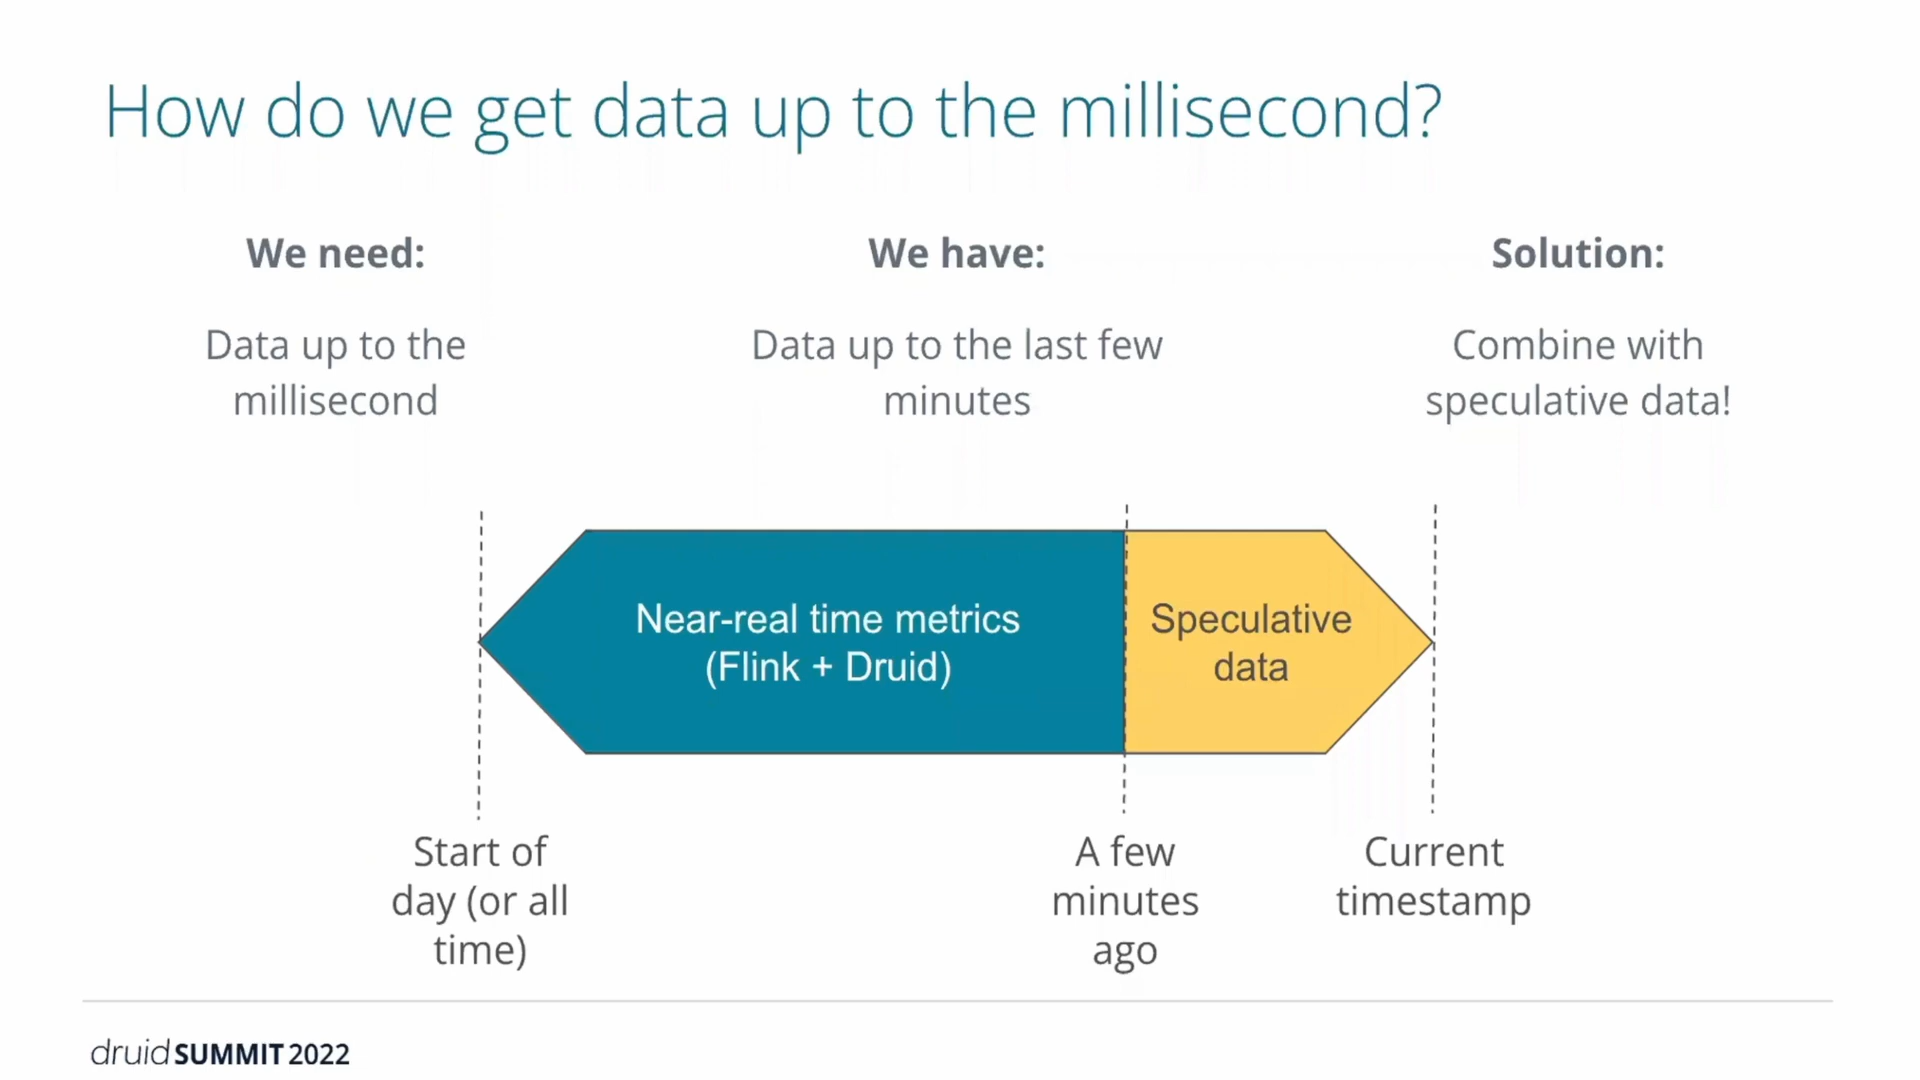 How do we get data up to the millisecond?
We need:
Data up to the
millisecond
We have:
Data up to the last few
minutes
Solution:
Combine with
speculative data!
Near-real time metrics
(Flink + Druid)
Speculative
data
Start of
day (or all
time)
A few
minutes
ago
Current
timestamp
druid SUMMIT 2022